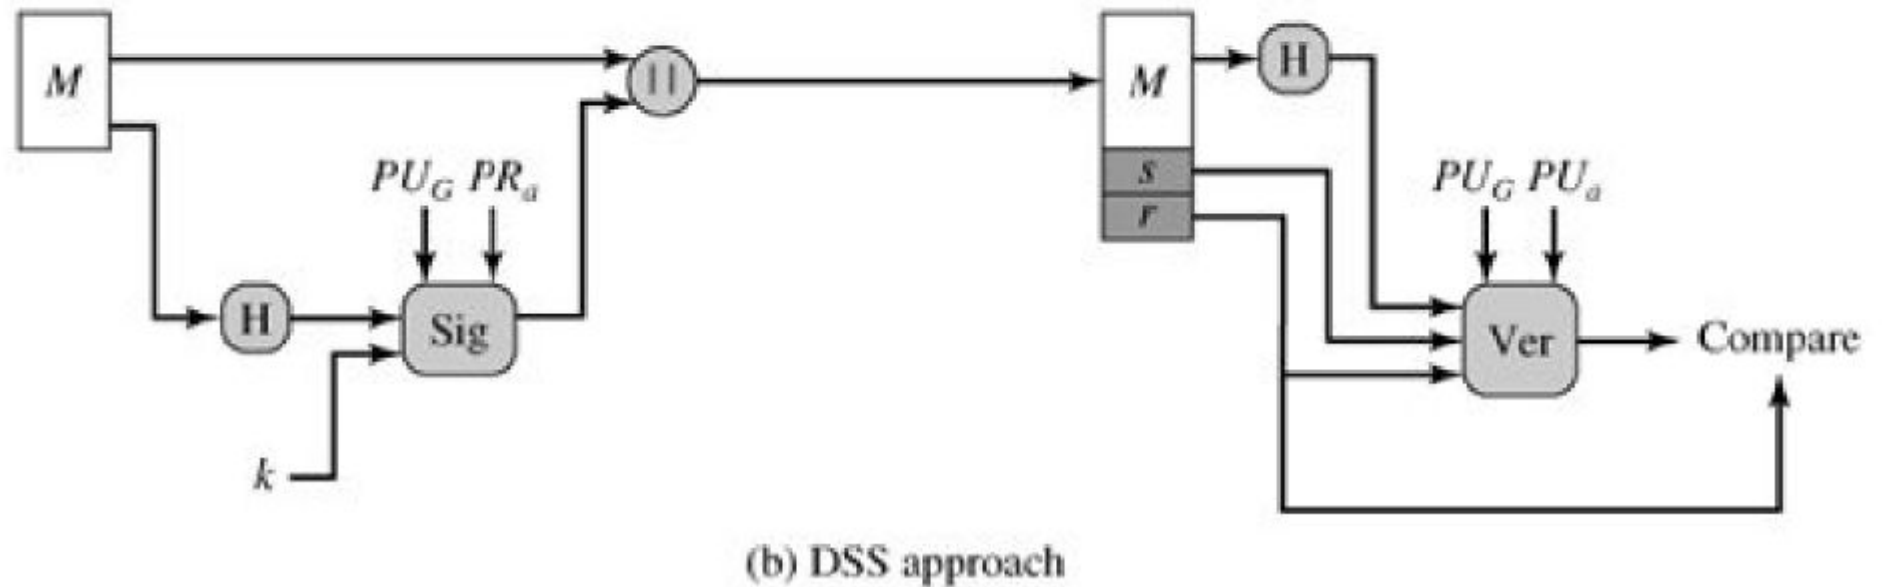 M
||
M
H
s
r
PU_G PR_a
PU_G PU_a
H
Sig
Ver
Compare
k
(b) DSS approach